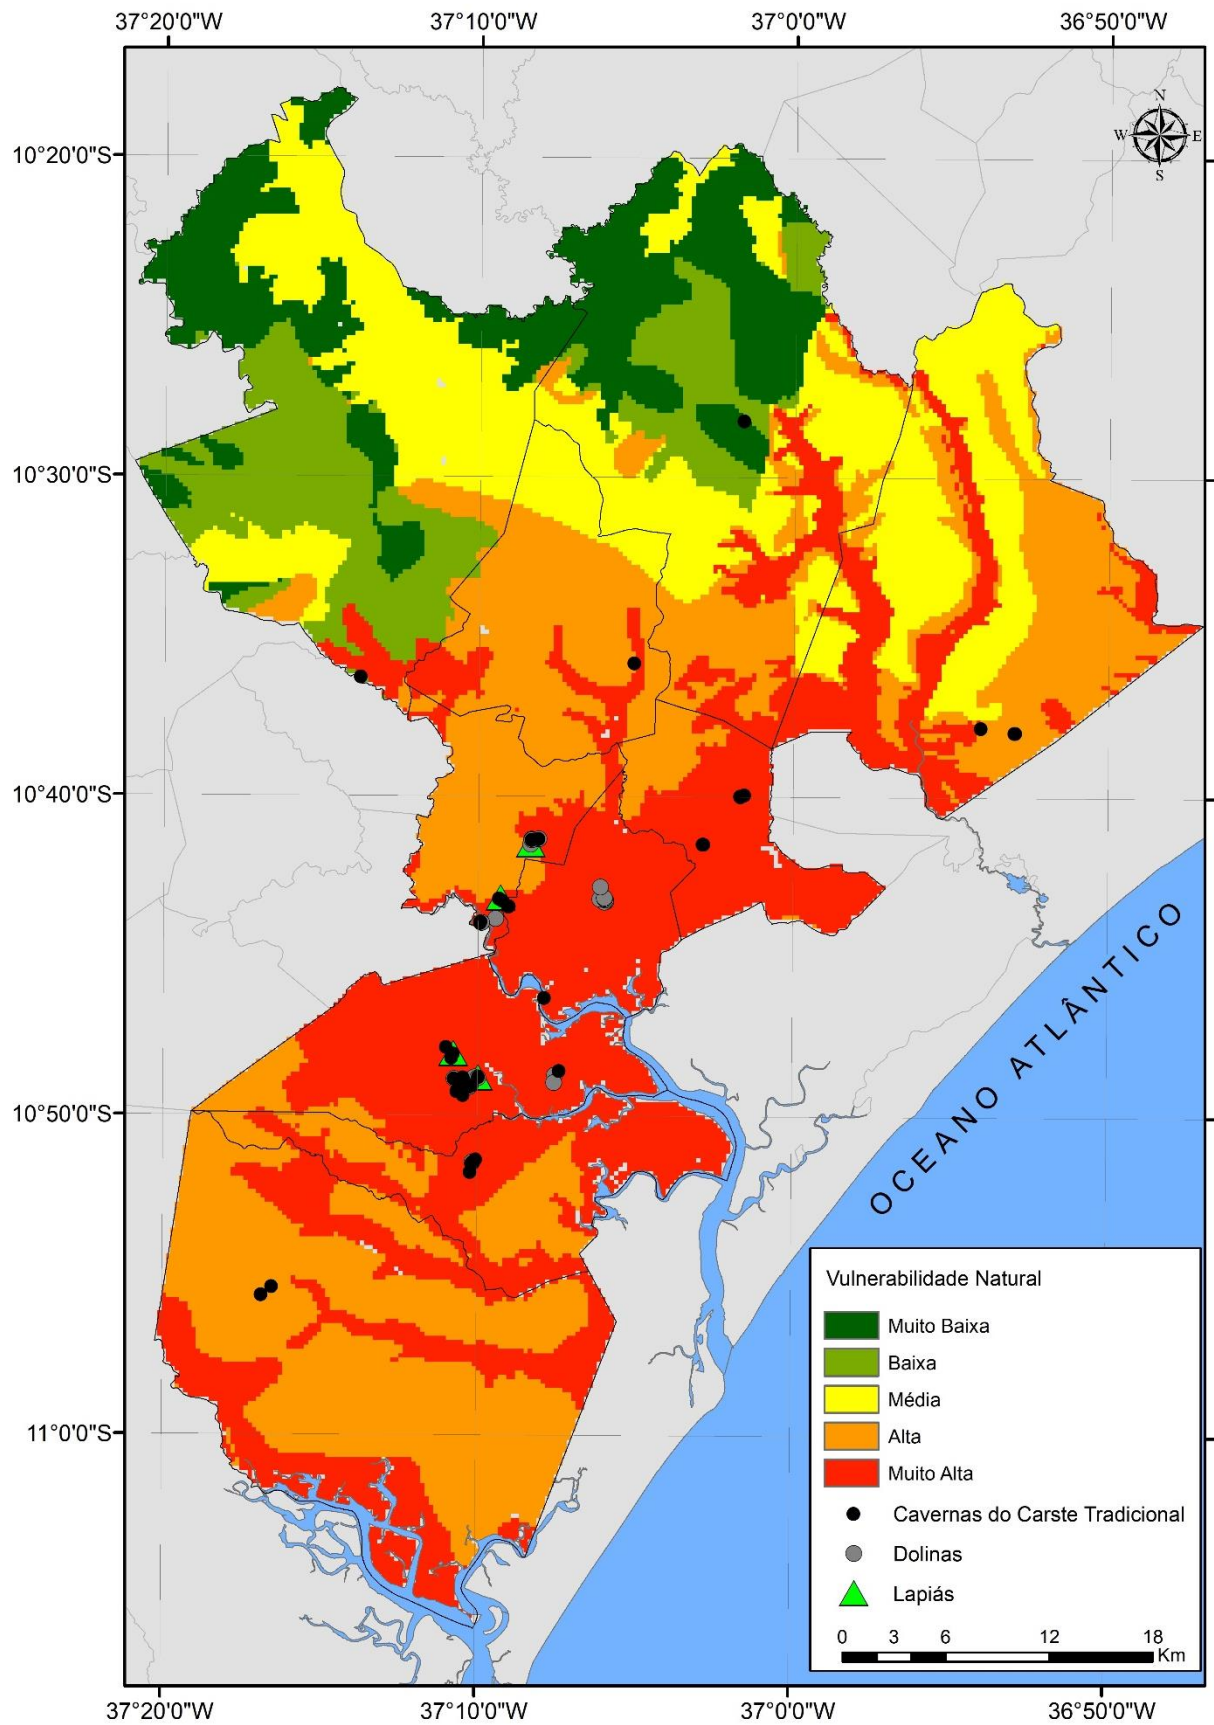 37°20'0"W 37°10'0"W 37°0'0"W 36°50'0"W
N
W E
S
10°20'0"S
10°30'0"S
10°40'0"S
10°50'0"S
11°0'0"S
OCEANO ATLÂNTICO
Vulnerabilidade Natural
Muito Baixa
Baixa
Média
Alta
Muito Alta
Cavernas do Carste Tradicional
Dolinas
Lapiás
0 3 6 12 18
Km
37°20'0"W 37°10'0"W 37°0'0"W 36°50'0"W